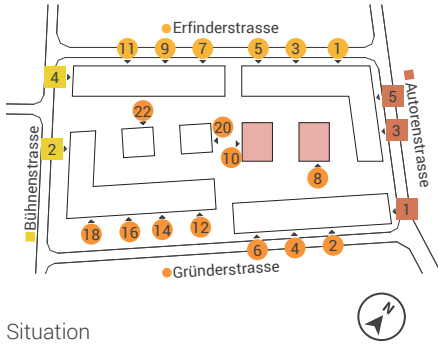 Erfinderstrasse
11 9 7 5 3 1
4
5
Autorenstrasse
22
20
3
2
10
8
Bühnenstrasse
18 16 14 12
6 4 2
1
Gründerstrasse
N
Situation